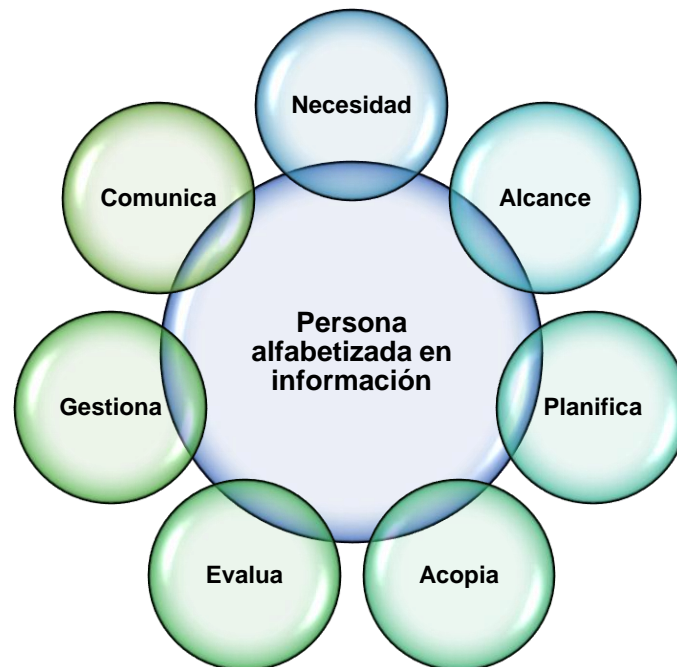 Necesidad
Alcance
Planifica
Acopia
Evalua
Gestiona
Comunica
Persona
alfabetizada en
información